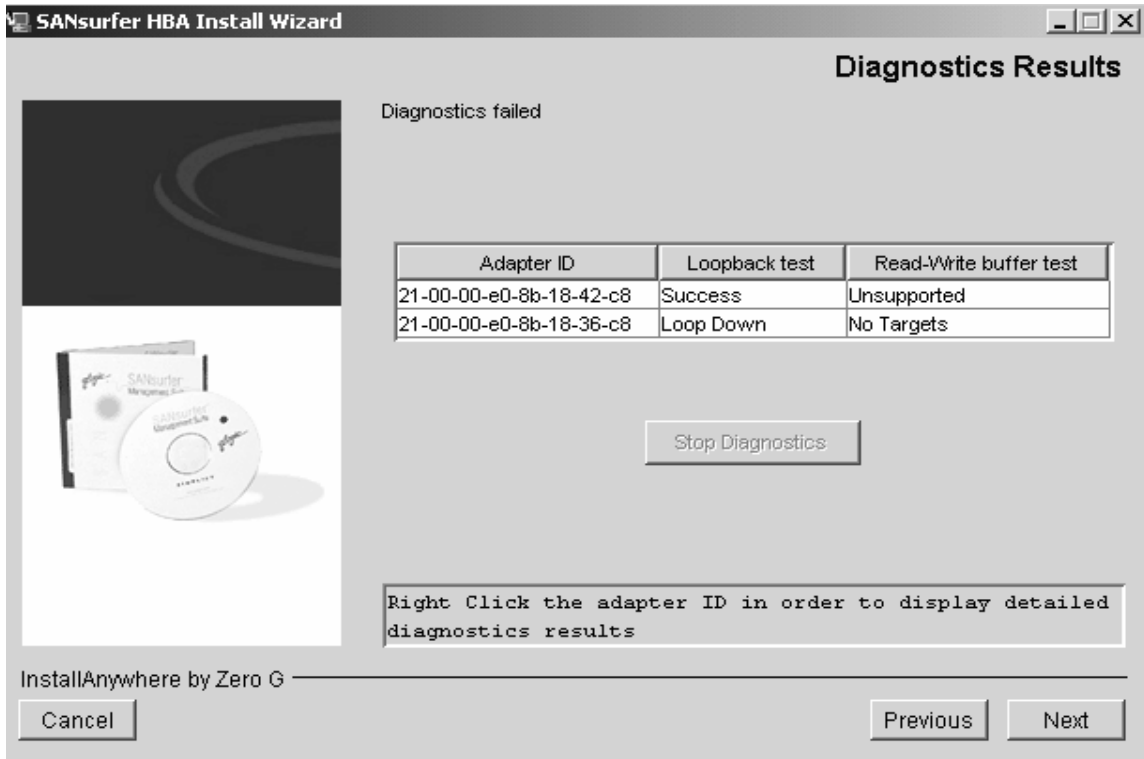 SANsurfer HBA Install Wizard
Diagnostics Results
Diagnostics failed
Adapter ID Loopback test Read-Write buffer test
21-00-00-e0-8b-18-42-c8 Success Unsupported
21-00-00-e0-8b-18-36-c8 Loop Down No Targets
SANsurfer
SANsurfer
Stop Diagnostics
Right Click the adapter ID in order to display detailed
diagnostics results
InstallAnywhere by Zero G
Cancel Previous Next